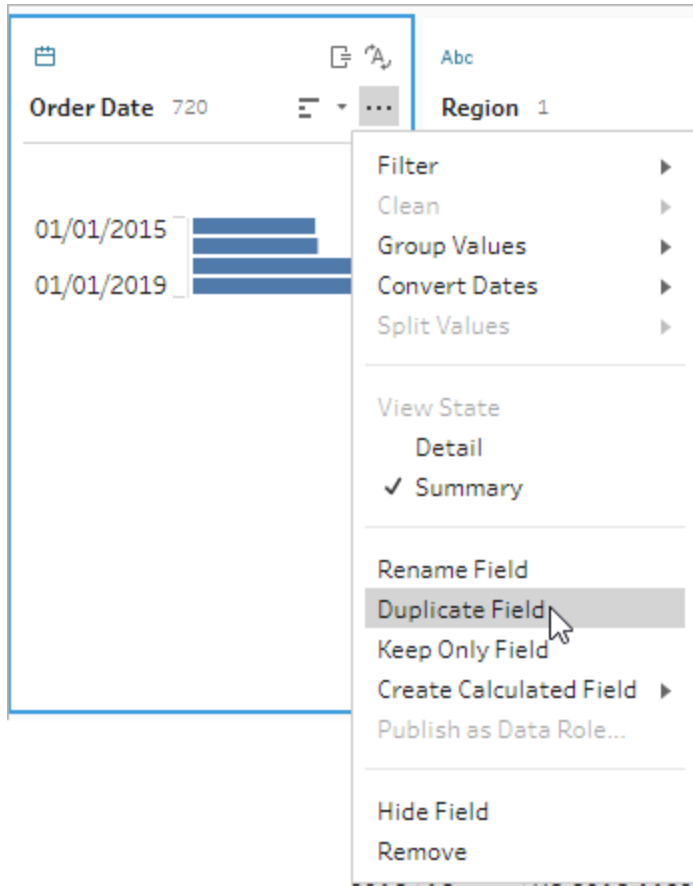 Abc
Order Date 720
Region 1
01/01/2015
01/01/2019
Filter
Clean
Group Values
Convert Dates
Split Values
View State
Detail
Summary
Rename Field
Duplicate Field
Keep Only Field
Create Calculated Field
Publish as Data Role...
Hide Field
Remove